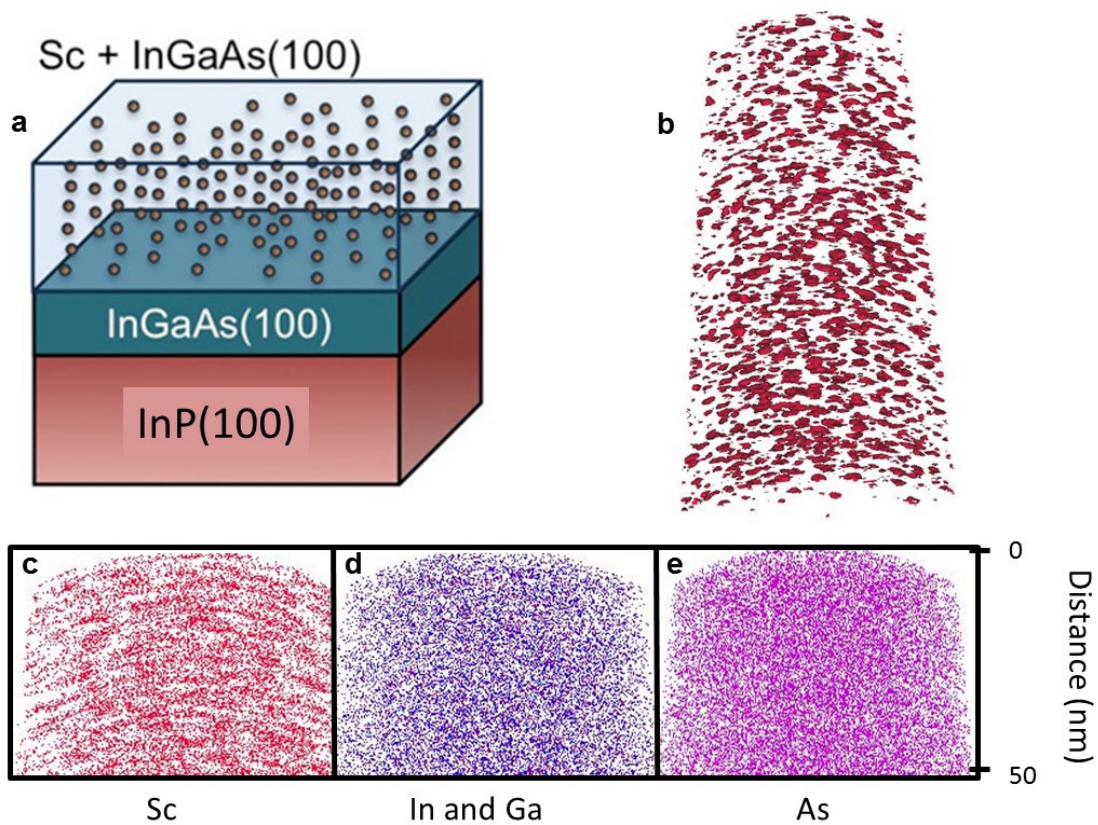 Sc + InGaAs(100)
a
b
InGaAs(100)
InP(100)
c
d
e
0
Distance (nm)
50
Sc
In and Ga
As